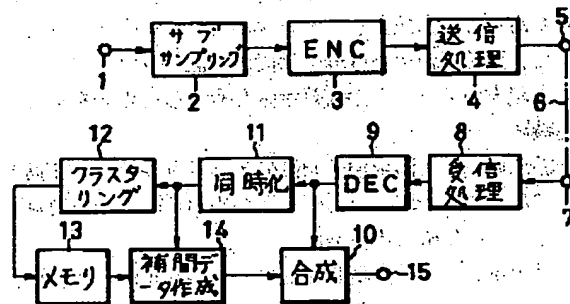 サブ
サンプリング
ENC
送信
処理
5
1
2
3
4
6
12
11
9
8
クラスタ
リング
同時化
DEC
受信
処理
7
13
14
10
メモリ
補間デ
ータ作成
合成
15